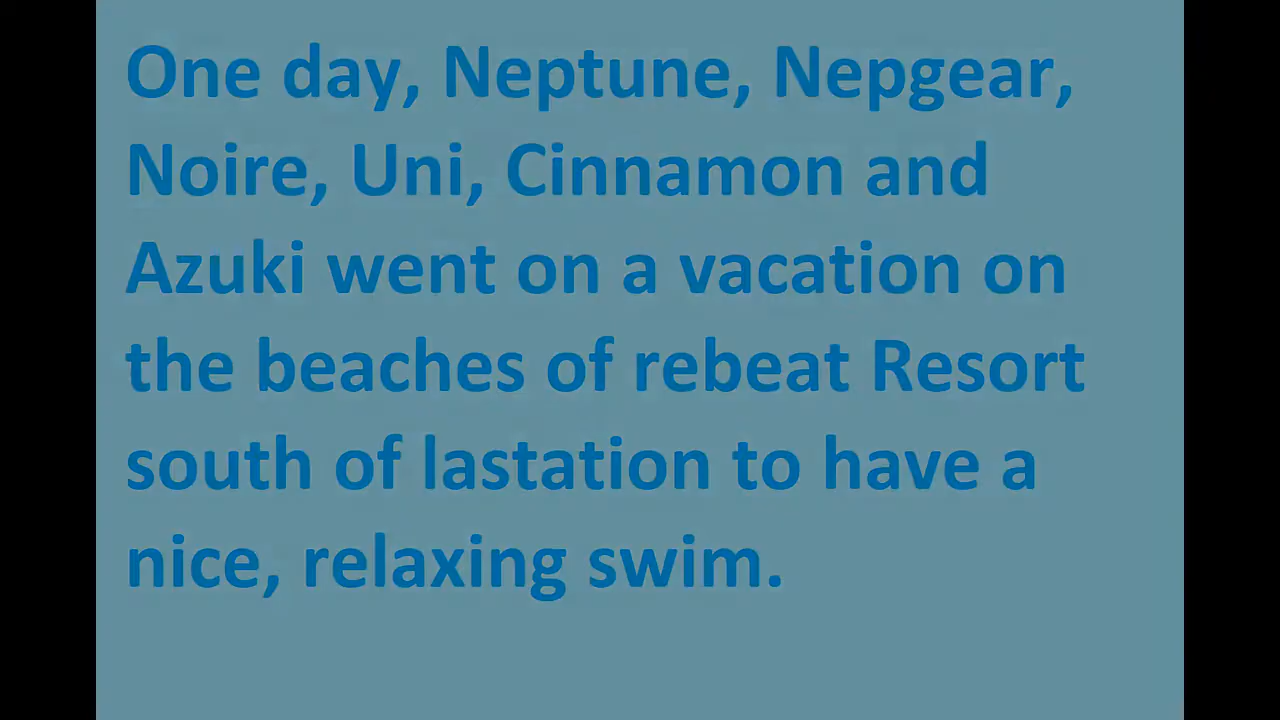 One day, Neptune, Nepgear,
Noire, Uni, Cinnamon and
Azuki went on a vacation on
the beaches of rebeat Resort
south of lastation to have a
nice, relaxing swim.